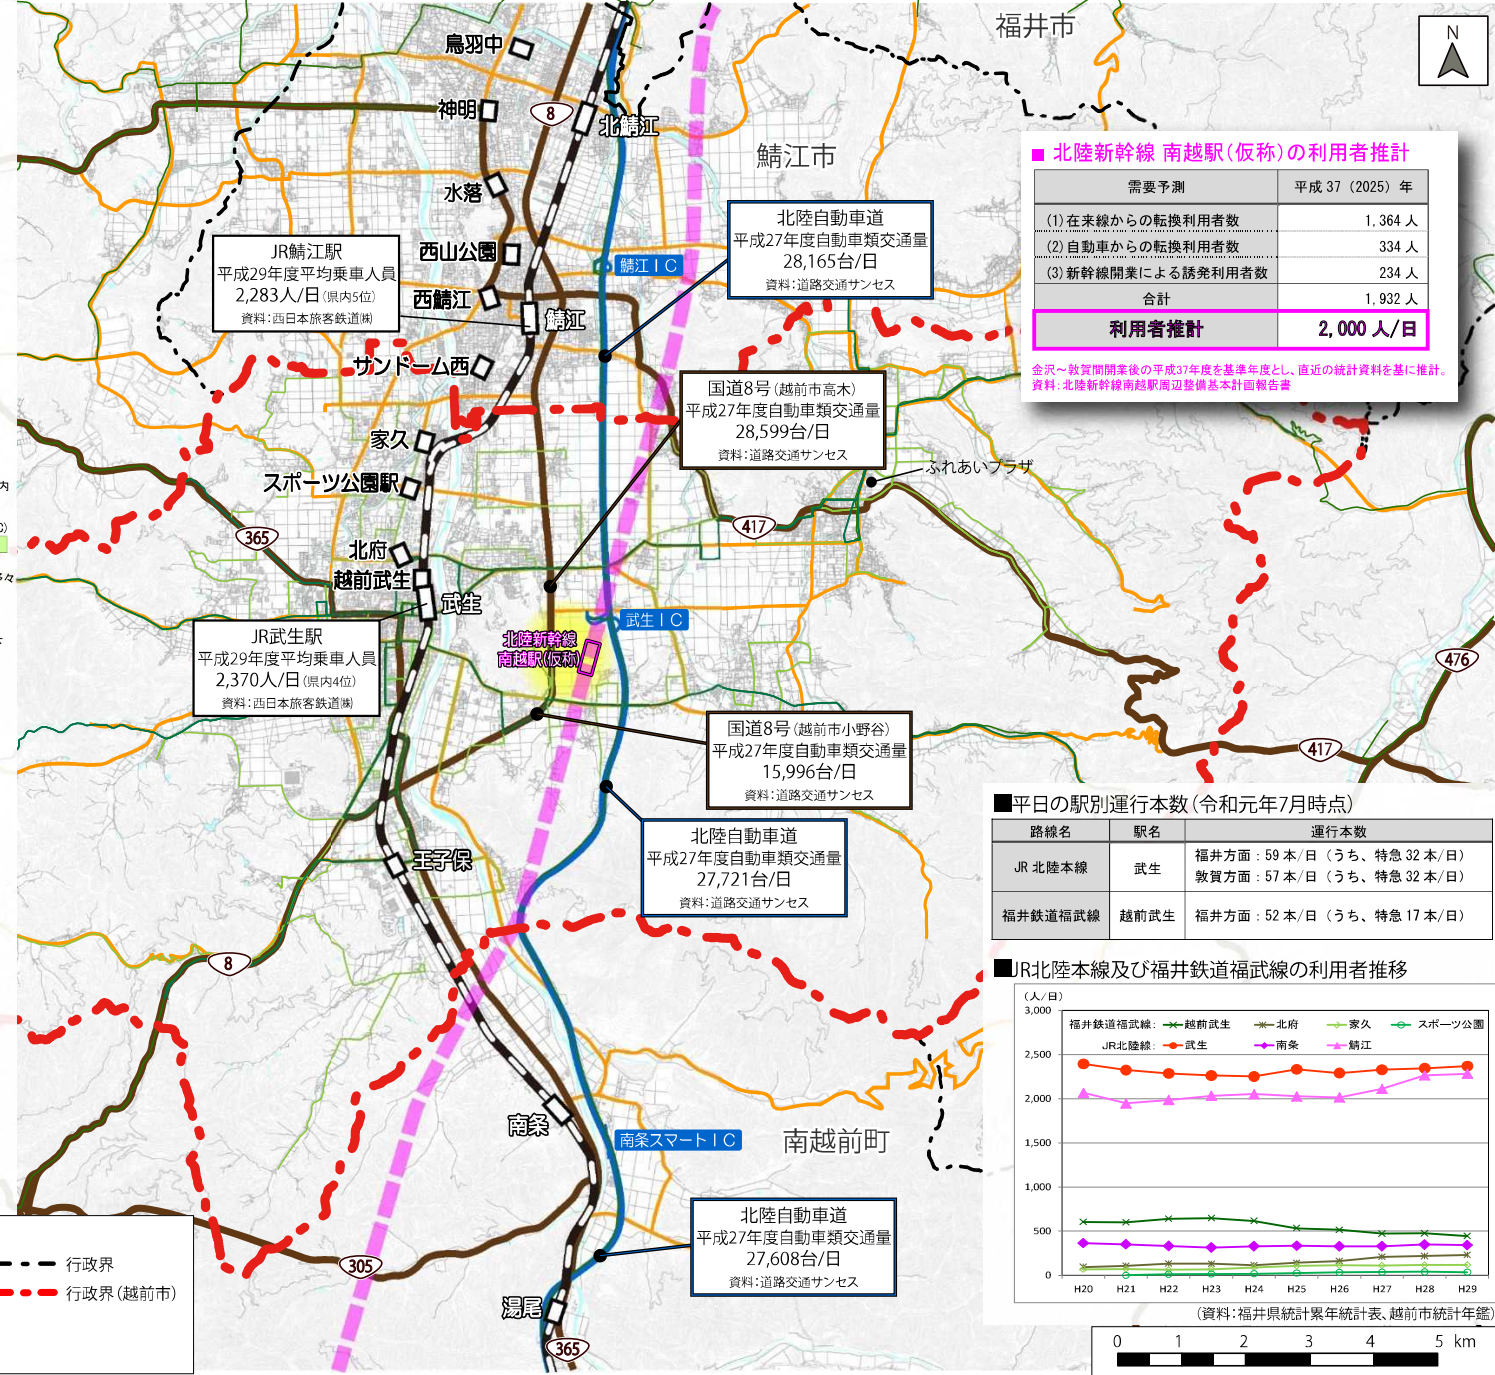 福井市
N
鳥羽中
神明
8
北鯖江
鯖江市
■ 北陸新幹線 南越駅(仮称)の利用者推計
需要予測 平成 37（2025）年
(1)在来線からの転換利用者数 1,364 人
(2)自動車からの転換利用者数 334 人
(3)新幹線開業による誘発利用者数 234 人
合計 1,932 人
利用者推計 2,000 人/日
金沢～敦賀間開業後の平成37年度を基準年度とし、直近の統計資料を基に推計。
資料:北陸新幹線南越駅周辺整備基本計画報告書
水落
西山公園
西鯖江
鯖江
サンドーム西
JR鯖江駅
平成29年度平均乗車人員
2,283人/日(県内5位)
資料:西日本旅客鉄道㈱
鯖江IC
北陸自動車道
平成27年度自動車類交通量
28,165台/日
資料:道路交通サンセス
国道8号(越前市高木)
平成27年度自動車類交通量
28,599台/日
資料:道路交通サンセス
家久
スポーツ公園駅
ふれあいプラザ
417
365
北府
越前武生
武生
武生IC
北陸新幹線
南越駅(仮称)
JR武生駅
平成29年度平均乗車人員
2,370人/日(県内4位)
資料:西日本旅客鉄道㈱
476
417
国道8号(越前市小野谷)
平成27年度自動車類交通量
15,996台/日
資料:道路交通サンセス
北陸自動車道
平成27年度自動車類交通量
27,721台/日
資料:道路交通サンセス
王子保
8
■平日の駅別運行本数(令和元年7月時点)
路線名 駅名 運行本数
JR 北陸本線 武生 福井方面：59 本/日（うち、特急 32 本/日）
敦賀方面：57 本/日（うち、特急 32 本/日）
福井鉄道福武線 越前武生 福井方面：52 本/日（うち、特急 17 本/日）
■JR北陸本線及び福井鉄道福武線の利用者推移
(人/日)
3,000
2,500
2,000
1,500
1,000
500
0
福井鉄道福武線: 越前武生 北府 家久 スポーツ公園
JR北陸線: 武生 南条 鯖江
H20 H21 H22 H23 H24 H25 H26 H27 H28 H29
(資料:福井県統計累年統計表、越前市統計年鑑)
南条
南条スマートIC
南越前町
北陸自動車道
平成27年度自動車類交通量
27,608台/日
資料:道路交通サンセス
305
湯尾
365
行政界
行政界(越前市)
0 1 2 3 4 5 km